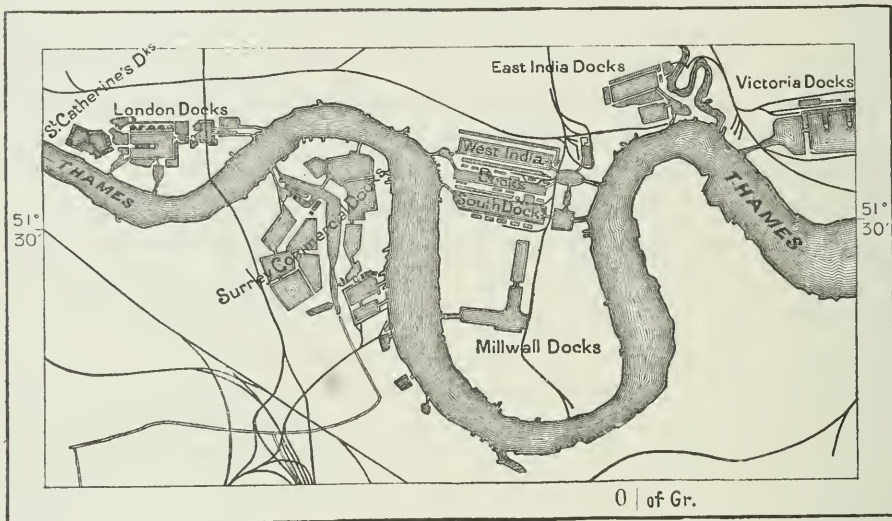 East India Docks
Victoria Docks
St. Catherine's Dks
London Docks
THAMES
West India
Docks
South Docks
Surrey Commercial Docks
THAMES
51°
30'
51°
30'
Millwall Docks
0 | of Gr.